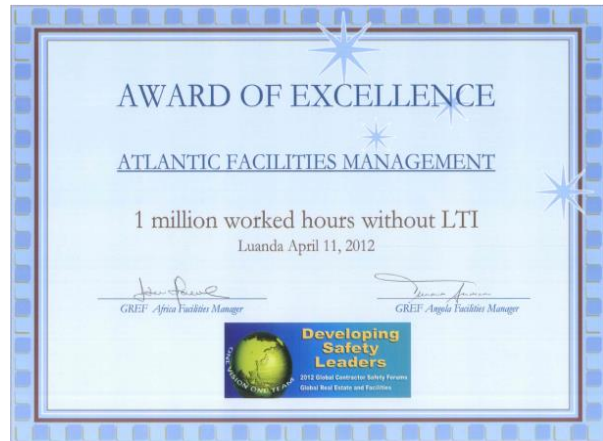 AWARD OF EXCELLENCE
ATLANTIC FACILITIES MANAGEMENT
1 million worked hours without LTI
Luanda April 11, 2012
GREF Africa Facilities Manager
GREF Angola Facilities Manager
ONE VISION ONE TEAM
Developing
Safety
Leaders
2012 Global Contractor Safety Forums
Global Real Estate and Facilities